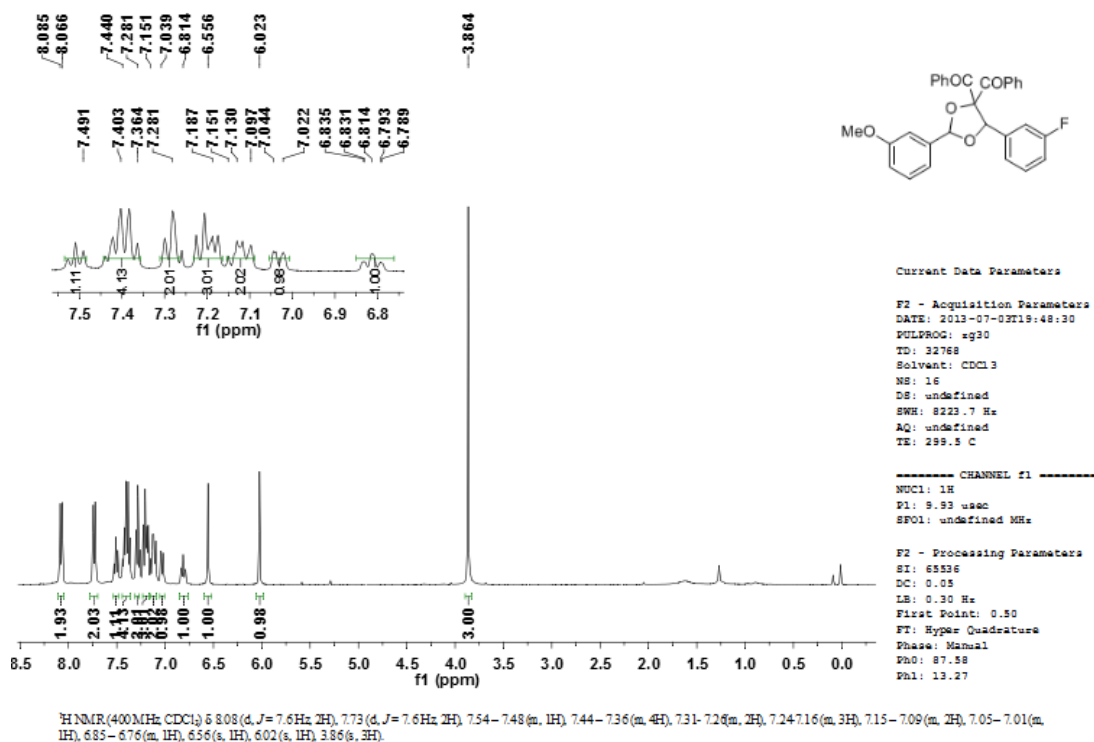 8.085
8.066
7.440
7.281
7.151
7.039
6.814
6.556
6.023
3.864
7.491
7.403
7.364
7.281
7.187
7.151
7.130
7.097
7.044
7.022
6.835
6.831
6.814
6.793
6.789
PhOC COPh
O
O
MeO
F
1.11
4.13
2.01
3.01
2.02
0.98
1.00
7.5 7.4 7.3 7.2 7.1 7.0 6.9 6.8
f1 (ppm)
Current Data Parameters
F2 - Acquisition Parameters
DATE: 2013-07-03T19:48:30
PULPROG: zg30
TD: 32768
Solvent: CDCl3
NS: 16
DS: undefined
SWH: 8223.7 Hz
AQ: undefined
TE: 299.5 C
======== CHANNEL f1 ========
NUC1: 1H
P1: 9.93 usec
SFO1: undefined MHz
F2 - Processing Parameters
SI: 65536
DC: 0.05
LB: 0.30 Hz
First Point: 0.50
FT: Hyper Quadrature
Phase: Manual
Ph0: 87.58
Ph1: 13.27
1.93
2.03
1.11
4.13
2.01
3.01
2.02
0.98
1.00
1.00
0.98
3.00
8.5 8.0 7.5 7.0 6.5 6.0 5.5 5.0 4.5 4.0 3.5 3.0 2.5 2.0 1.5 1.0 0.5 0.0
f1 (ppm)
¹H NMR (400 MHz, CDCl₃) δ 8.08 (d, J = 7.6 Hz, 2H), 7.73 (d, J = 7.6 Hz, 2H), 7.54 – 7.48 (m, 1H), 7.44 – 7.36 (m, 4H), 7.31- 7.26(m, 2H), 7.247.16 (m, 3H), 7.15 – 7.09 (m, 2H), 7.05 – 7.01 (m,
1H), 6.85 – 6.76 (m, 1H), 6.56 (s, 1H), 6.02 (s, 1H), 3.86 (s, 3H).